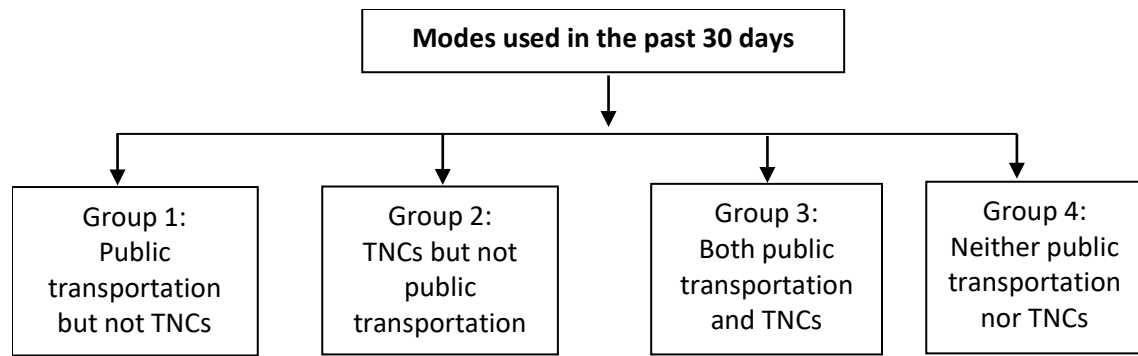 Modes used in the past 30 days
Group 1:
Public
transportation
but not TNCs
Group 2:
TNCs but not
public
transportation
Group 3:
Both public
transportation
and TNCs
Group 4:
Neither public
transportation
nor TNCs